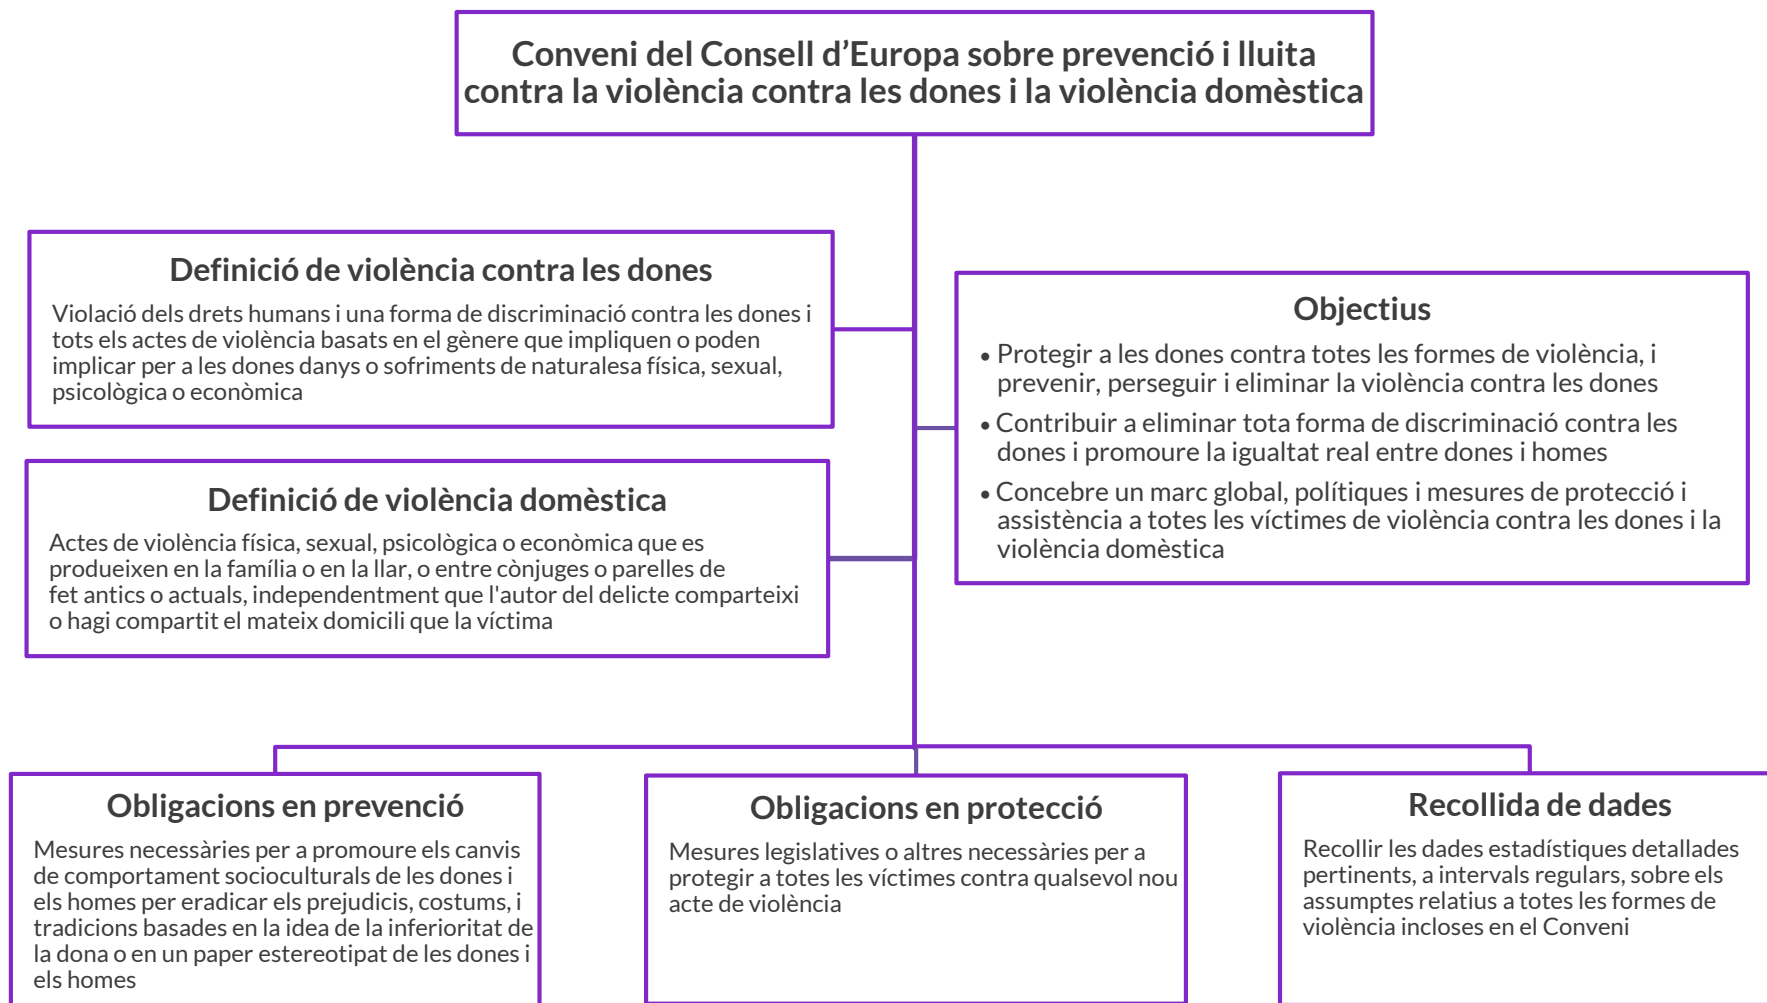 Conveni del Consell d’Europa sobre prevenció i lluita
contra la violència contra les dones i la violència domèstica
Definició de violència contra les dones
Violació dels drets humans i una forma de discriminació contra les dones i
tots els actes de violència basats en el gènere que impliquen o poden
implicar per a les dones danys o sofriments de naturalesa física, sexual,
psicològica o econòmica
Objectius
• Protegir a les dones contra totes les formes de violència, i
prevenir, perseguir i eliminar la violència contra les dones
• Contribuir a eliminar tota forma de discriminació contra les
dones i promoure la igualtat real entre dones i homes
• Concebre un marc global, polítiques i mesures de protecció i
assistència a totes les víctimes de violència contra les dones i la
violència domèstica
Definició de violència domèstica
Actes de violència física, sexual, psicològica o econòmica que es
produeixen en la família o en la llar, o entre cònjuges o parelles de
fet antics o actuals, independentment que l'autor del delicte comparteixi
o hagi compartit el mateix domicili que la víctima
Obligacions en prevenció
Mesures necessàries per a promoure els canvis
de comportament socioculturals de les dones i
els homes per eradicar els prejudicis, costums, i
tradicions basades en la idea de la inferioritat de
la dona o en un paper estereotipat de les dones i
els homes
Obligacions en protecció
Mesures legislatives o altres necessàries per a
protegir a totes les víctimes contra qualsevol nou
acte de violència
Recollida de dades
Recollir les dades estadístiques detallades
pertinents, a intervals regulars, sobre els
assumptes relatius a totes les formes de
violència incloses en el Conveni